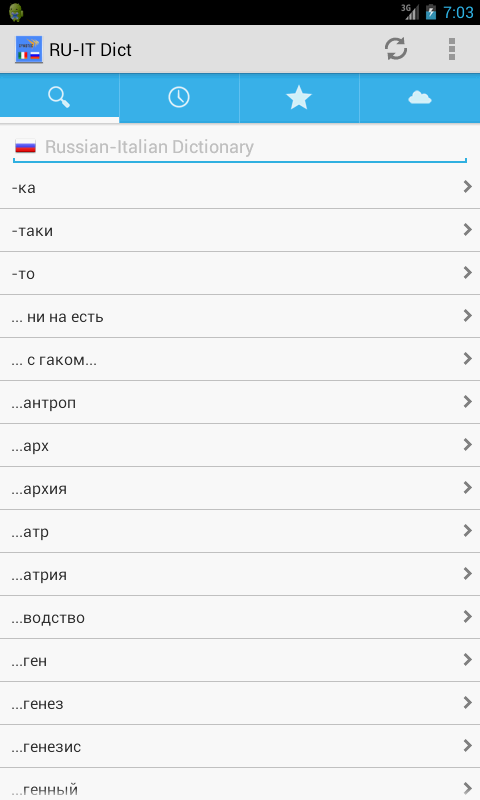 3G 7:03
RU-IT Dict
Russian-Italian Dictionary
-ка
-таки
-то
... ни на есть
... с гаком...
...антроп
...арх
...архия
...атр
...атрия
...водство
...ген
...генез
...генезис
...генный